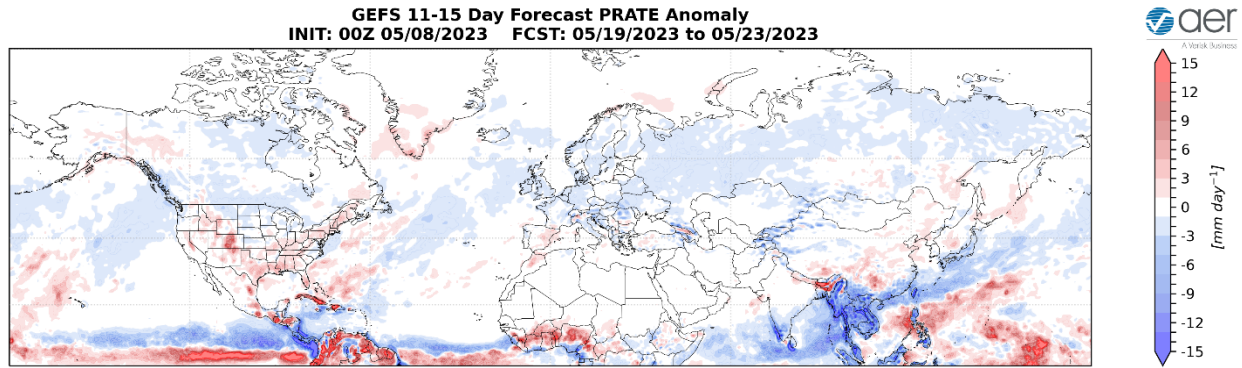 GEFS 11-15 Day Forecast PRATE Anomaly
INIT: 00Z 05/08/2023 FCST: 05/19/2023 to 05/23/2023
aer
A Verisk Business
15
12
9
6
3
0
-3
-6
-9
-12
-15
[mm day⁻¹]